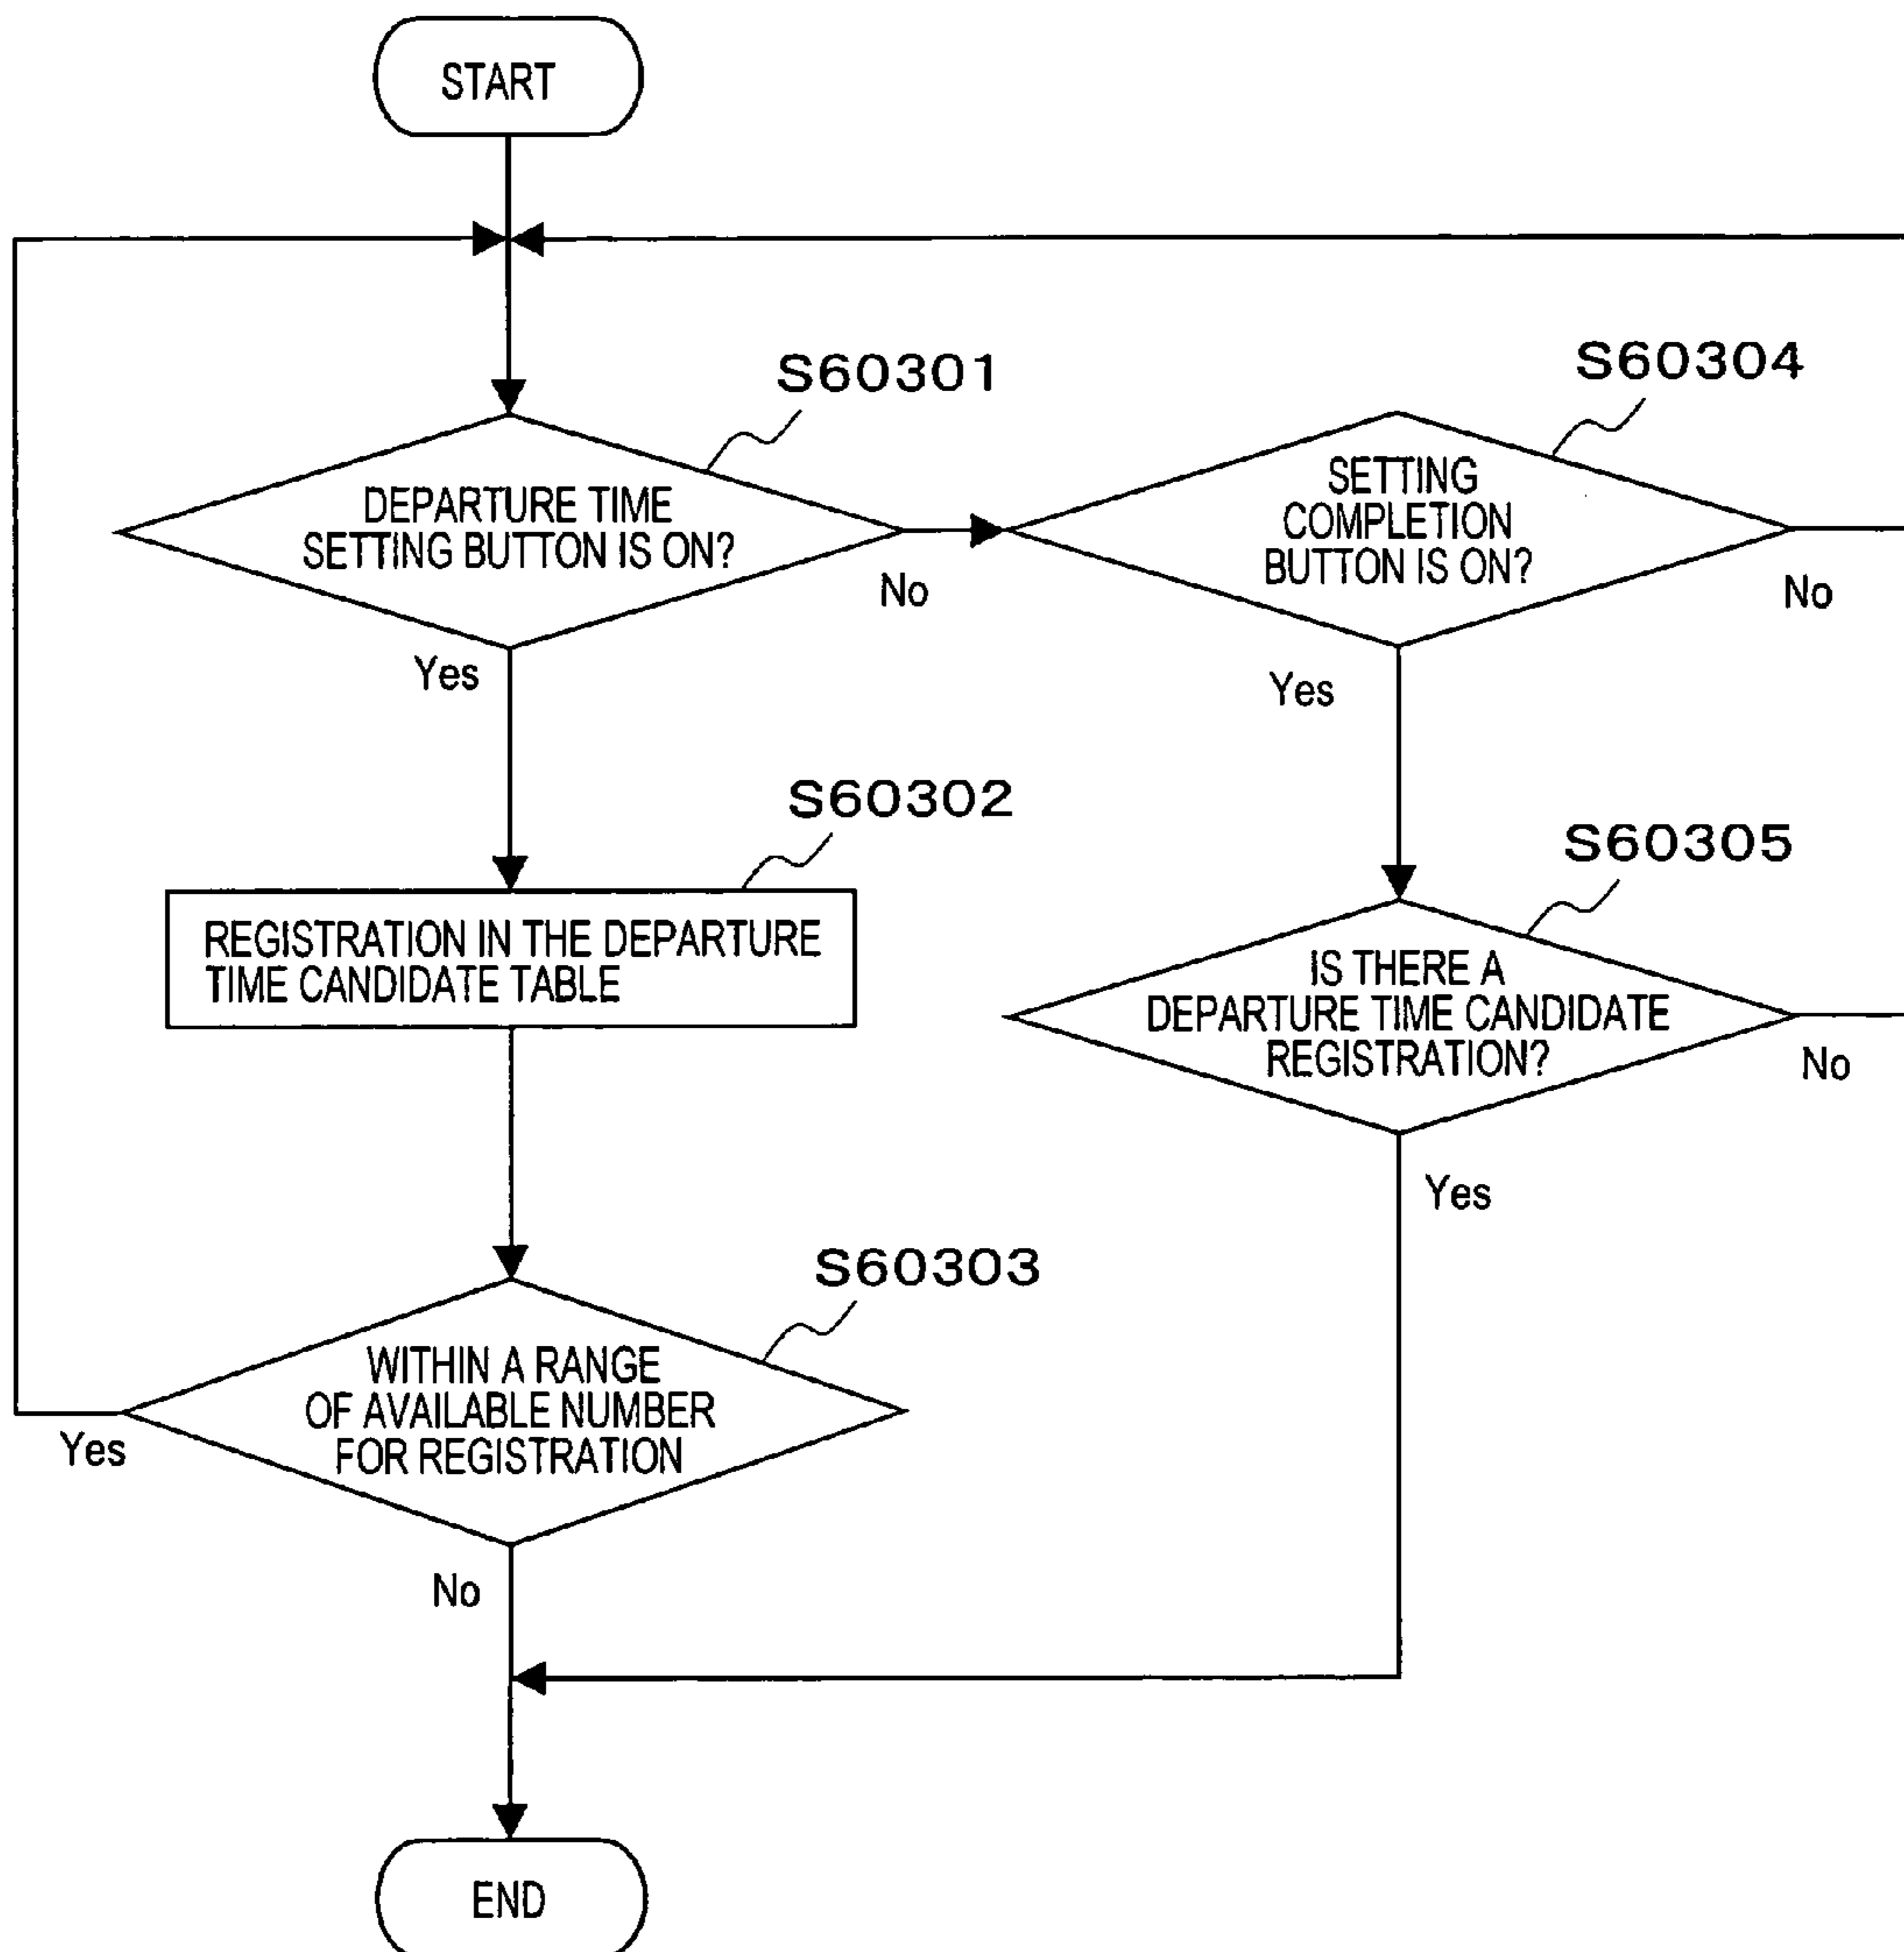 START
S60301
DEPARTURE TIME
SETTING BUTTON IS ON?
No
Yes
S60304
SETTING
COMPLETION
BUTTON IS ON?
No
Yes
S60302
REGISTRATION IN THE DEPARTURE
TIME CANDIDATE TABLE
S60305
IS THERE A
DEPARTURE TIME CANDIDATE
REGISTRATION?
No
Yes
S60303
WITHIN A RANGE
OF AVAILABLE NUMBER
FOR REGISTRATION
Yes
No
END